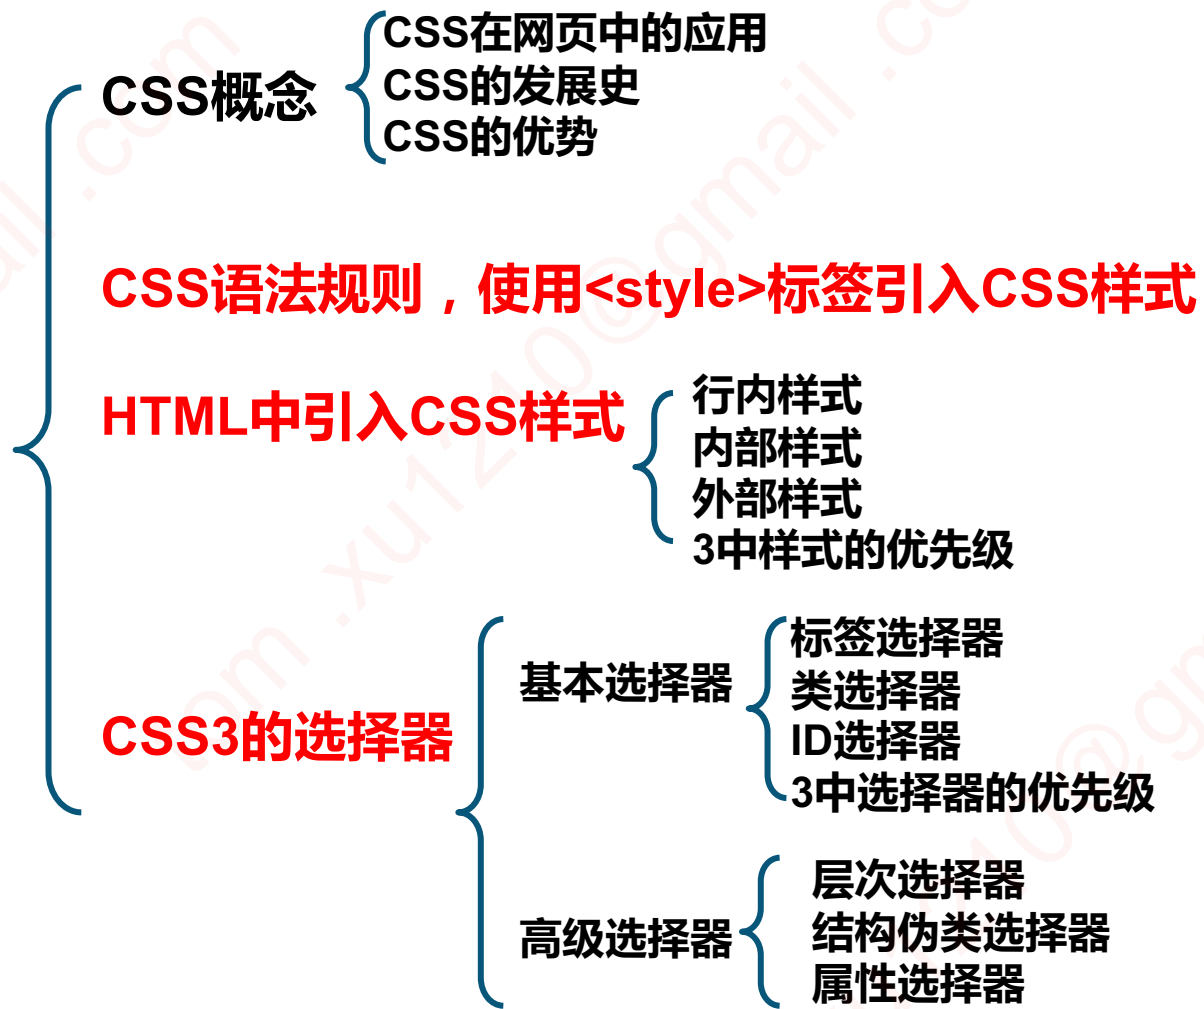 CSS概念
CSS在网页中的应用
CSS的发展史
CSS的优势
CSS语法规则，使用<style>标签引入CSS样式
HTML中引入CSS样式
行内样式
内部样式
外部样式
3中样式的优先级
CSS3的选择器
基本选择器
标签选择器
类选择器
ID选择器
3中选择器的优先级
高级选择器
层次选择器
结构伪类选择器
属性选择器